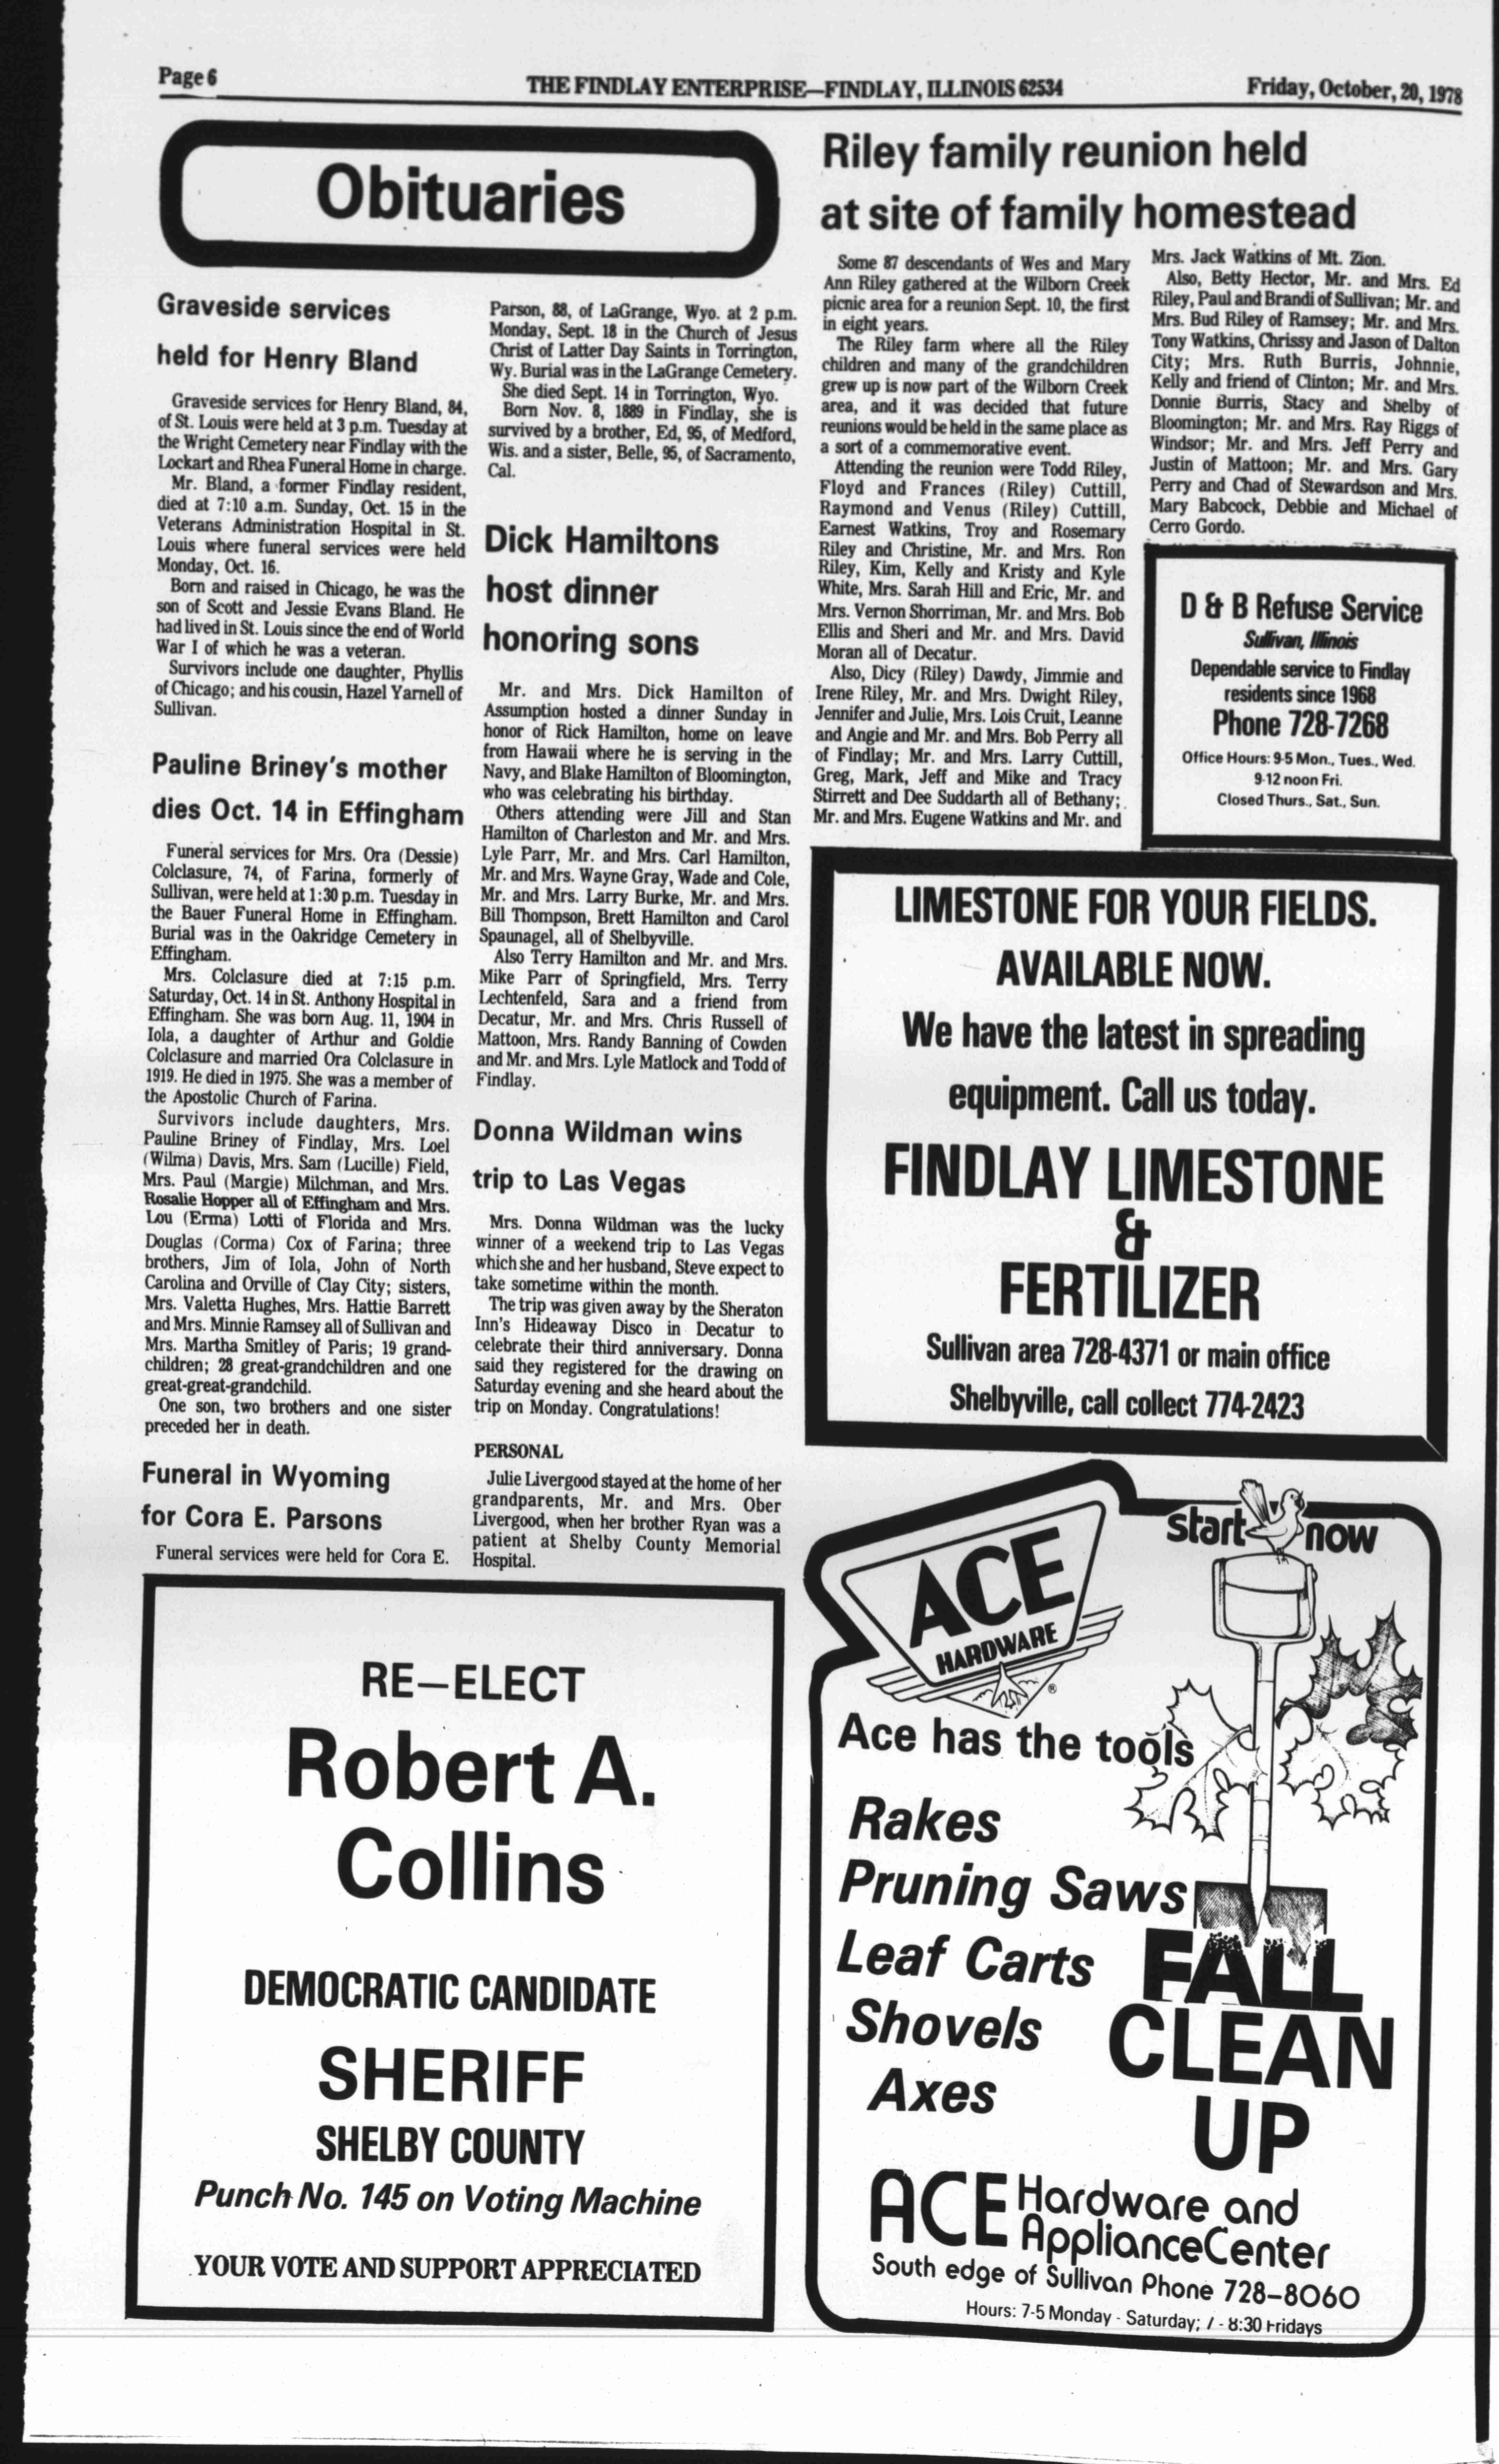 Page 6
THE FINDLAY ENTERPRISE—FINDLAY, ILLINOIS 62534
Friday, October, 20, 1978
Obituaries
Graveside services
held for Henry Bland
Graveside services for Henry Bland, 84,
of St. Louis were held at 3 p.m. Tuesday at
the Wright Cemetery near Findlay with the
Lockart and Rhea Funeral Home in charge.
Mr. Bland, a former Findlay resident,
died at 7:10 a.m. Sunday, Oct. 15 in the
Veterans Administration Hospital in St.
Louis where funeral services were held
Monday, Oct. 16.
Born and raised in Chicago, he was the
son of Scott and Jessie Evans Bland. He
had lived in St. Louis since the end of World
War I of which he was a veteran.
Survivors include one daughter, Phyllis
of Chicago; and his cousin, Hazel Yarnell of
Sullivan.
Pauline Briney's mother
dies Oct. 14 in Effingham
Funeral services for Mrs. Ora (Dessie)
Colclasure, 74, of Farina, formerly of
Sullivan, were held at 1:30 p.m. Tuesday in
the Bauer Funeral Home in Effingham.
Burial was in the Oakridge Cemetery in
Effingham.
Mrs. Colclasure died at 7:15 p.m.
Saturday, Oct. 14 in St. Anthony Hospital in
Effingham. She was born Aug. 11, 1904 in
Iola, a daughter of Arthur and Goldie
Colclasure and married Ora Colclasure in
1919. He died in 1975. She was a member of
the Apostolic Church of Farina.
Survivors include daughters, Mrs.
Pauline Briney of Findlay, Mrs. Loel
(Wilma) Davis, Mrs. Sam (Lucille) Field,
Mrs. Paul (Margie) Milchman, and Mrs.
Rosalie Hopper all of Effingham and Mrs.
Lou (Erma) Lotti of Florida and Mrs.
Douglas (Corma) Cox of Farina; three
brothers, Jim of Iola, John of North
Carolina and Orville of Clay City; sisters,
Mrs. Valetta Hughes, Mrs. Hattie Barrett
and Mrs. Minnie Ramsey all of Sullivan and
Mrs. Martha Smitley of Paris; 19 grand-
children; 28 great-grandchildren and one
great-great-grandchild.
One son, two brothers and one sister
preceded her in death.
Funeral in Wyoming
for Cora E. Parsons
Funeral services were held for Cora E.
Parson, 88, of LaGrange, Wyo. at 2 p.m.
Monday, Sept. 18 in the Church of Jesus
Christ of Latter Day Saints in Torrington,
Wy. Burial was in the LaGrange Cemetery.
She died Sept. 14 in Torrington, Wyo.
Born Nov. 8, 1889 in Findlay, she is
survived by a brother, Ed, 95, of Medford,
Wis. and a sister, Belle, 95, of Sacramento,
Cal.
Dick Hamiltons
host dinner
honoring sons
Mr. and Mrs. Dick Hamilton of
Assumption hosted a dinner Sunday in
honor of Rick Hamilton, home on leave
from Hawaii where he is serving in the
Navy, and Blake Hamilton of Bloomington,
who was celebrating his birthday.
Others attending were Jill and Stan
Hamilton of Charleston and Mr. and Mrs.
Lyle Parr, Mr. and Mrs. Carl Hamilton,
Mr. and Mrs. Wayne Gray, Wade and Cole,
Mr. and Mrs. Larry Burke, Mr. and Mrs.
Bill Thompson, Brett Hamilton and Carol
Spaunagel, all of Shelbyville.
Also Terry Hamilton and Mr. and Mrs.
Mike Parr of Springfield, Mrs. Terry
Lechtenfeld, Sara and a friend from
Decatur, Mr. and Mrs. Chris Russell of
Mattoon, Mrs. Randy Banning of Cowden
and Mr. and Mrs. Lyle Matlock and Todd of
Findlay.
Donna Wildman wins
trip to Las Vegas
Mrs. Donna Wildman was the lucky
winner of a weekend trip to Las Vegas
which she and her husband, Steve expect to
take sometime within the month.
The trip was given away by the Sheraton
Inn's Hideaway Disco in Decatur to
celebrate their third anniversary. Donna
said they registered for the drawing on
Saturday evening and she heard about the
trip on Monday. Congratulations!
PERSONAL
Julie Livergood stayed at the home of her
grandparents, Mr. and Mrs. Ober
Livergood, when her brother Ryan was a
patient at Shelby County Memorial
Hospital.
Riley family reunion held
at site of family homestead
Some 87 descendants of Wes and Mary
Ann Riley gathered at the Wilborn Creek
picnic area for a reunion Sept. 10, the first
in eight years.
The Riley farm where all the Riley
children and many of the grandchildren
grew up is now part of the Wilborn Creek
area, and it was decided that future
reunions would be held in the same place as
a sort of a commemorative event.
Attending the reunion were Todd Riley,
Floyd and Frances (Riley) Cuttill,
Raymond and Venus (Riley) Cuttill,
Earnest Watkins, Troy and Rosemary
Riley and Christine, Mr. and Mrs. Ron
Riley, Kim, Kelly and Kristy and Kyle
White, Mrs. Sarah Hill and Eric, Mr. and
Mrs. Vernon Shorriman, Mr. and Mrs. Bob
Ellis and Sheri and Mr. and Mrs. David
Moran all of Decatur.
Also, Dicy (Riley) Dawdy, Jimmie and
Irene Riley, Mr. and Mrs. Dwight Riley,
Jennifer and Julie, Mrs. Lois Cruit, Leanne
and Angie and Mr. and Mrs. Bob Perry all
of Findlay; Mr. and Mrs. Larry Cuttill,
Greg, Mark, Jeff and Mike and Tracy
Stirrett and Dee Suddarth all of Bethany;
Mr. and Mrs. Eugene Watkins and Mr. and
Mrs. Jack Watkins of Mt. Zion.
Also, Betty Hector, Mr. and Mrs. Ed
Riley, Paul and Brandi of Sullivan; Mr. and
Mrs. Bud Riley of Ramsey; Mr. and Mrs.
Tony Watkins, Chrissy and Jason of Dalton
City; Mrs. Ruth Burris, Johnnie,
Kelly and friend of Clinton; Mr. and Mrs.
Donnie Burris, Stacy and Shelby of
Bloomington; Mr. and Mrs. Ray Riggs of
Windsor; Mr. and Mrs. Jeff Perry and
Justin of Mattoon; Mr. and Mrs. Gary
Perry and Chad of Stewardson and Mrs.
Mary Babcock, Debbie and Michael of
Cerro Gordo.
D & B Refuse Service
Sullivan, Illinois
Dependable service to Findlay
residents since 1968
Phone 728-7268
Office Hours: 9-5 Mon., Tues., Wed.
9-12 noon Fri.
Closed Thurs., Sat., Sun.
LIMESTONE FOR YOUR FIELDS.
AVAILABLE NOW.
We have the latest in spreading
equipment. Call us today.
FINDLAY LIMESTONE
&
FERTILIZER
Sullivan area 728-4371 or main office
Shelbyville, call collect 774-2423
RE—ELECT
Robert A.
Collins
DEMOCRATIC CANDIDATE
SHERIFF
SHELBY COUNTY
Punch No. 145 on Voting Machine
YOUR VOTE AND SUPPORT APPRECIATED
start now
ACE
HARDWARE
®
Ace has the tools
Rakes
Pruning Saws
Leaf Carts
Shovels
Axes
FALL
CLEAN
UP
ACE Hardware and
ApplianceCenter
South edge of Sullivan Phone 728-8060
Hours: 7-5 Monday - Saturday; 7 - 8:30 Fridays